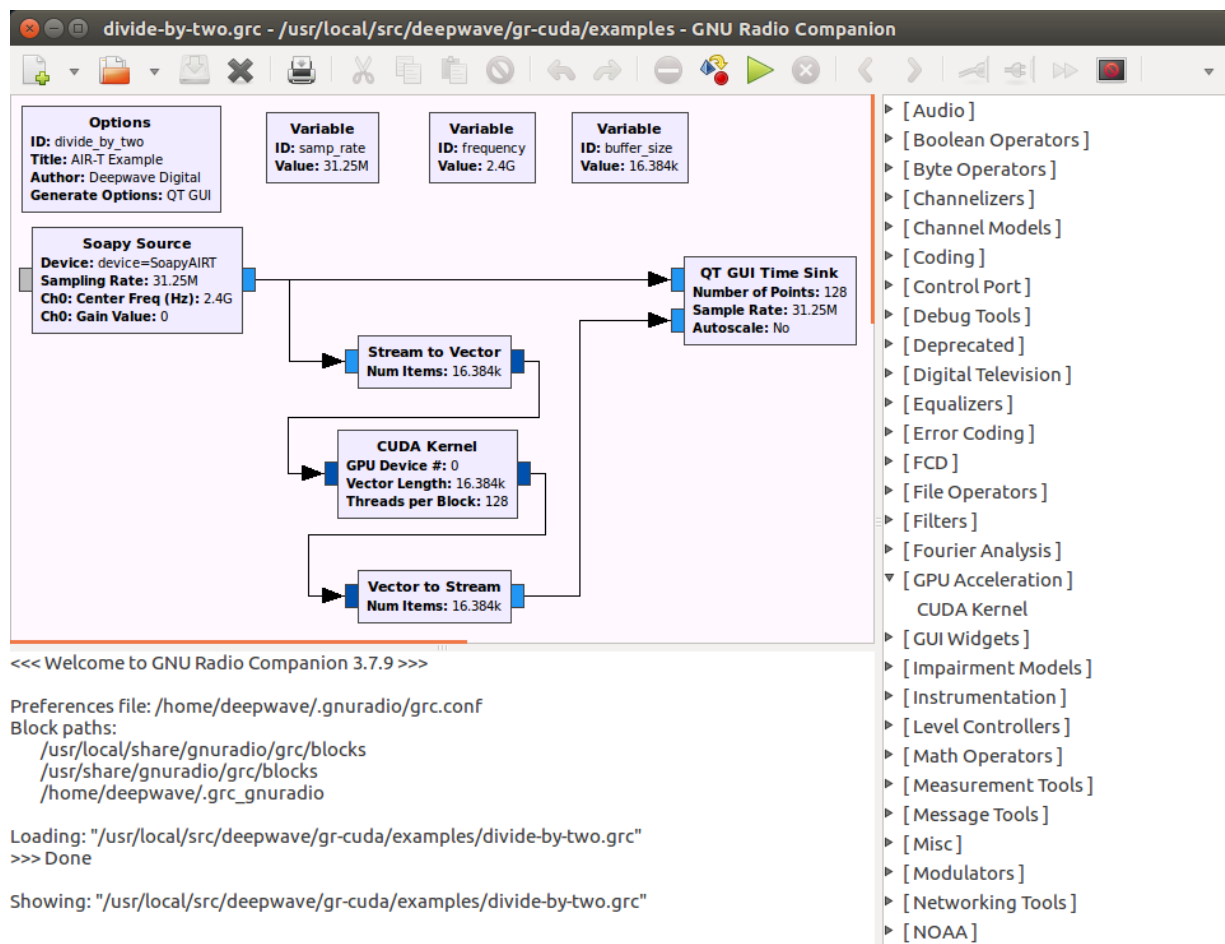 divide-by-two.grc - /usr/local/src/deepwave/gr-cuda/examples - GNU Radio Companion
Options
ID: divide_by_two
Title: AIR-T Example
Author: Deepwave Digital
Generate Options: QT GUI
Variable
ID: samp_rate
Value: 31.25M
Variable
ID: frequency
Value: 2.4G
Variable
ID: buffer_size
Value: 16.384k
Soapy Source
Device: device=SoapyAIRT
Sampling Rate: 31.25M
Ch0: Center Freq (Hz): 2.4G
Ch0: Gain Value: 0
QT GUI Time Sink
Number of Points: 128
Sample Rate: 31.25M
Autoscale: No
Stream to Vector
Num Items: 16.384k
CUDA Kernel
GPU Device #: 0
Vector Length: 16.384k
Threads per Block: 128
Vector to Stream
Num Items: 16.384k
<<< Welcome to GNU Radio Companion 3.7.9 >>>
Preferences file: /home/deepwave/.gnuradio/grc.conf
Block paths:
/usr/local/share/gnuradio/grc/blocks
/usr/share/gnuradio/grc/blocks
/home/deepwave/.grc_gnuradio
Loading: "/usr/local/src/deepwave/gr-cuda/examples/divide-by-two.grc"
>>> Done
Showing: "/usr/local/src/deepwave/gr-cuda/examples/divide-by-two.grc"
[ Audio ]
[ Boolean Operators ]
[ Byte Operators ]
[ Channelizers ]
[ Channel Models ]
[ Coding ]
[ Control Port ]
[ Debug Tools ]
[ Deprecated ]
[ Digital Television ]
[ Equalizers ]
[ Error Coding ]
[ FCD ]
[ File Operators ]
[ Filters ]
[ Fourier Analysis ]
[ GPU Acceleration ]
CUDA Kernel
[ GUI Widgets ]
[ Impairment Models ]
[ Instrumentation ]
[ Level Controllers ]
[ Math Operators ]
[ Measurement Tools ]
[ Message Tools ]
[ Misc ]
[ Modulators ]
[ Networking Tools ]
[ NOAA ]